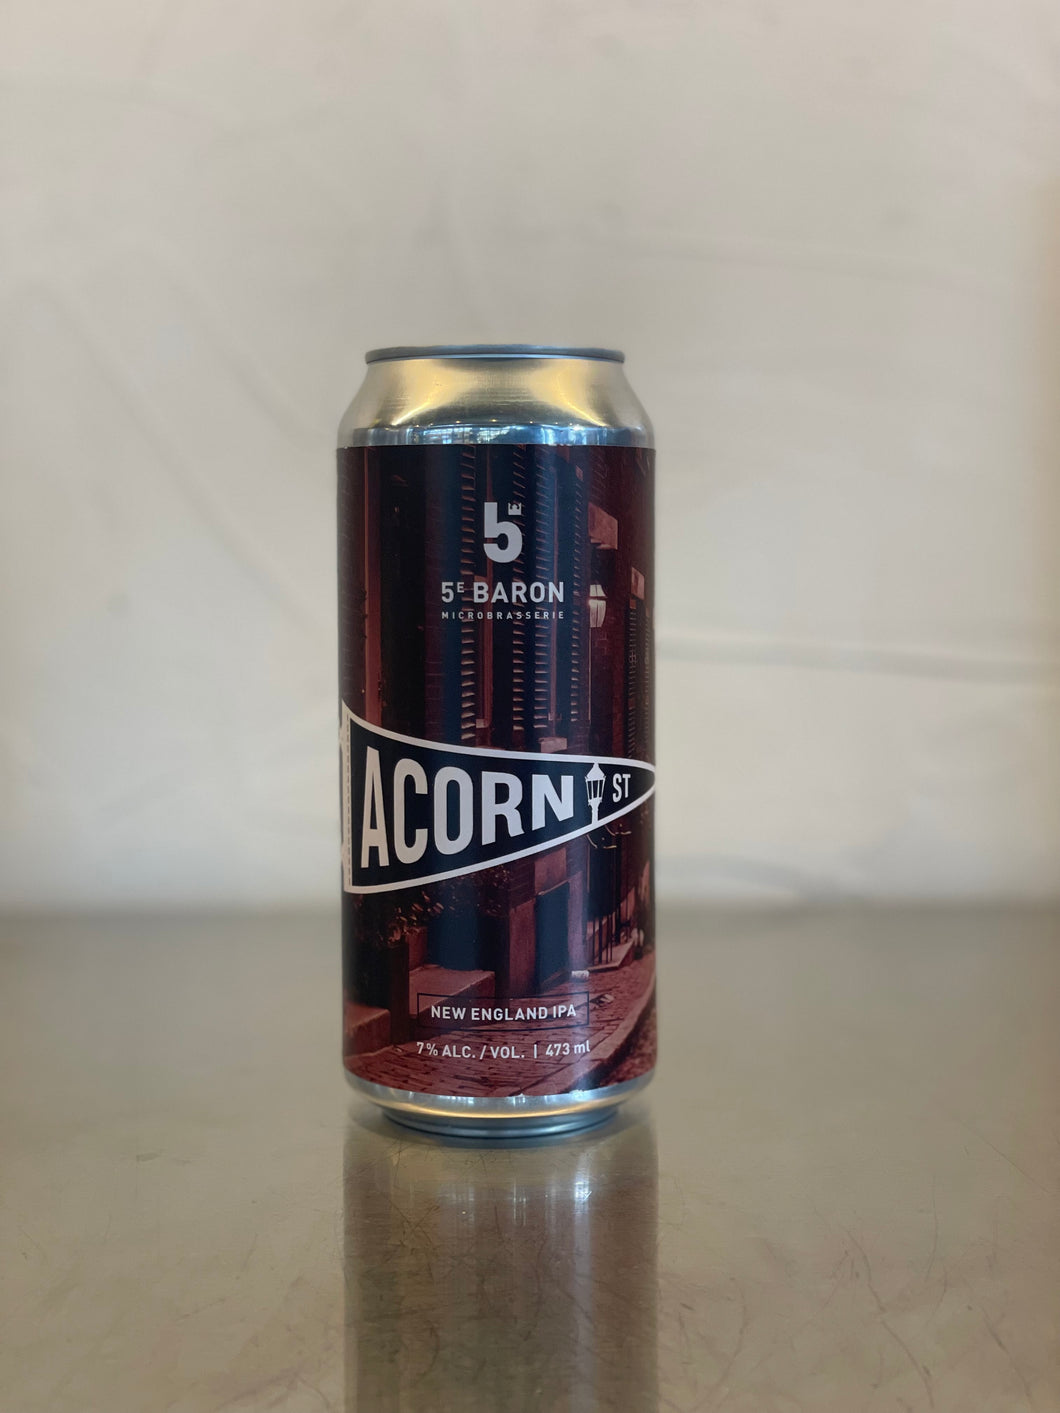 5
5E BARON
MICROBRASSERIE
ACORN ST
NEW ENGLAND IPA
7% ALC. / VOL. | 473 ml